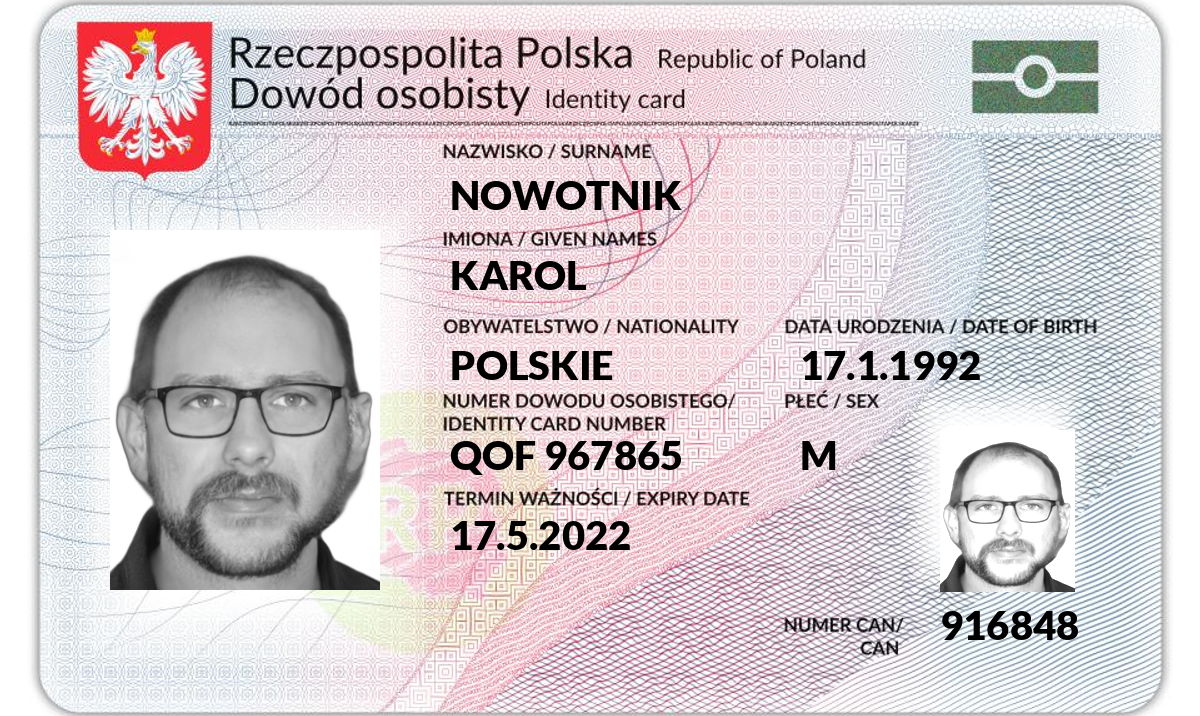 Rzeczpospolita Polska Republic of Poland
Dowód osobisty Identity card
NAZWISKO / SURNAME
NOWOTNIK
IMIONA / GIVEN NAMES
KAROL
OBYWATELSTWO / NATIONALITY DATA URODZENIA / DATE OF BIRTH
POLSKIE 17.1.1992
NUMER DOWODU OSOBISTEGO/ PŁEĆ / SEX
IDENTITY CARD NUMBER
QOF 967865 M
TERMIN WAŻNOŚCI / EXPIRY DATE
17.5.2022
NUMER CAN/ 916848
CAN